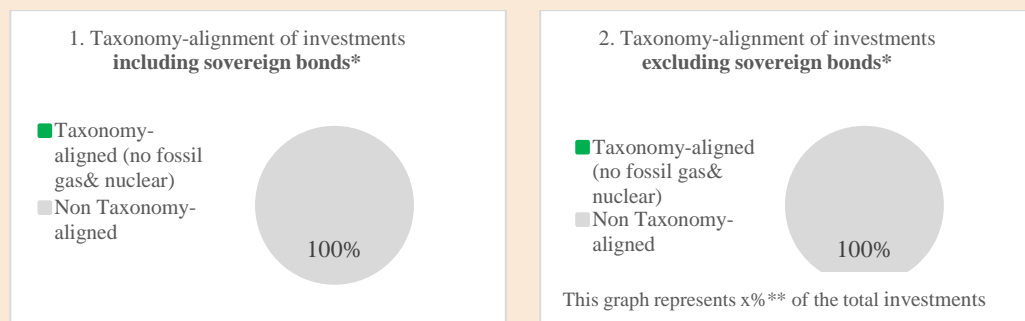 1. Taxonomy-alignment of investments
including sovereign bonds*
Taxonomy-
aligned (no fossil
gas& nuclear)
Non Taxonomy-
aligned
100%
2. Taxonomy-alignment of investments
excluding sovereign bonds*
Taxonomy-aligned
(no fossil gas&
nuclear)
Non Taxonomy-
aligned
100%
This graph represents x%** of the total investments